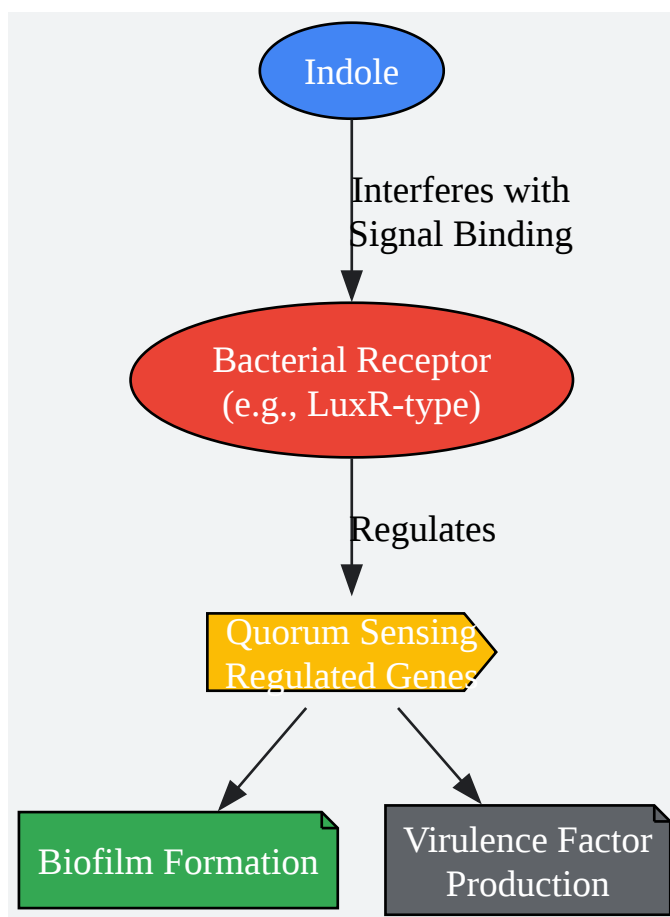 Indole
Interferes with
Signal Binding
Bacterial Receptor
(e.g., LuxR-type)
Regulates
Quorum Sensing
Regulated Genes
Biofilm Formation
Virulence Factor
Production